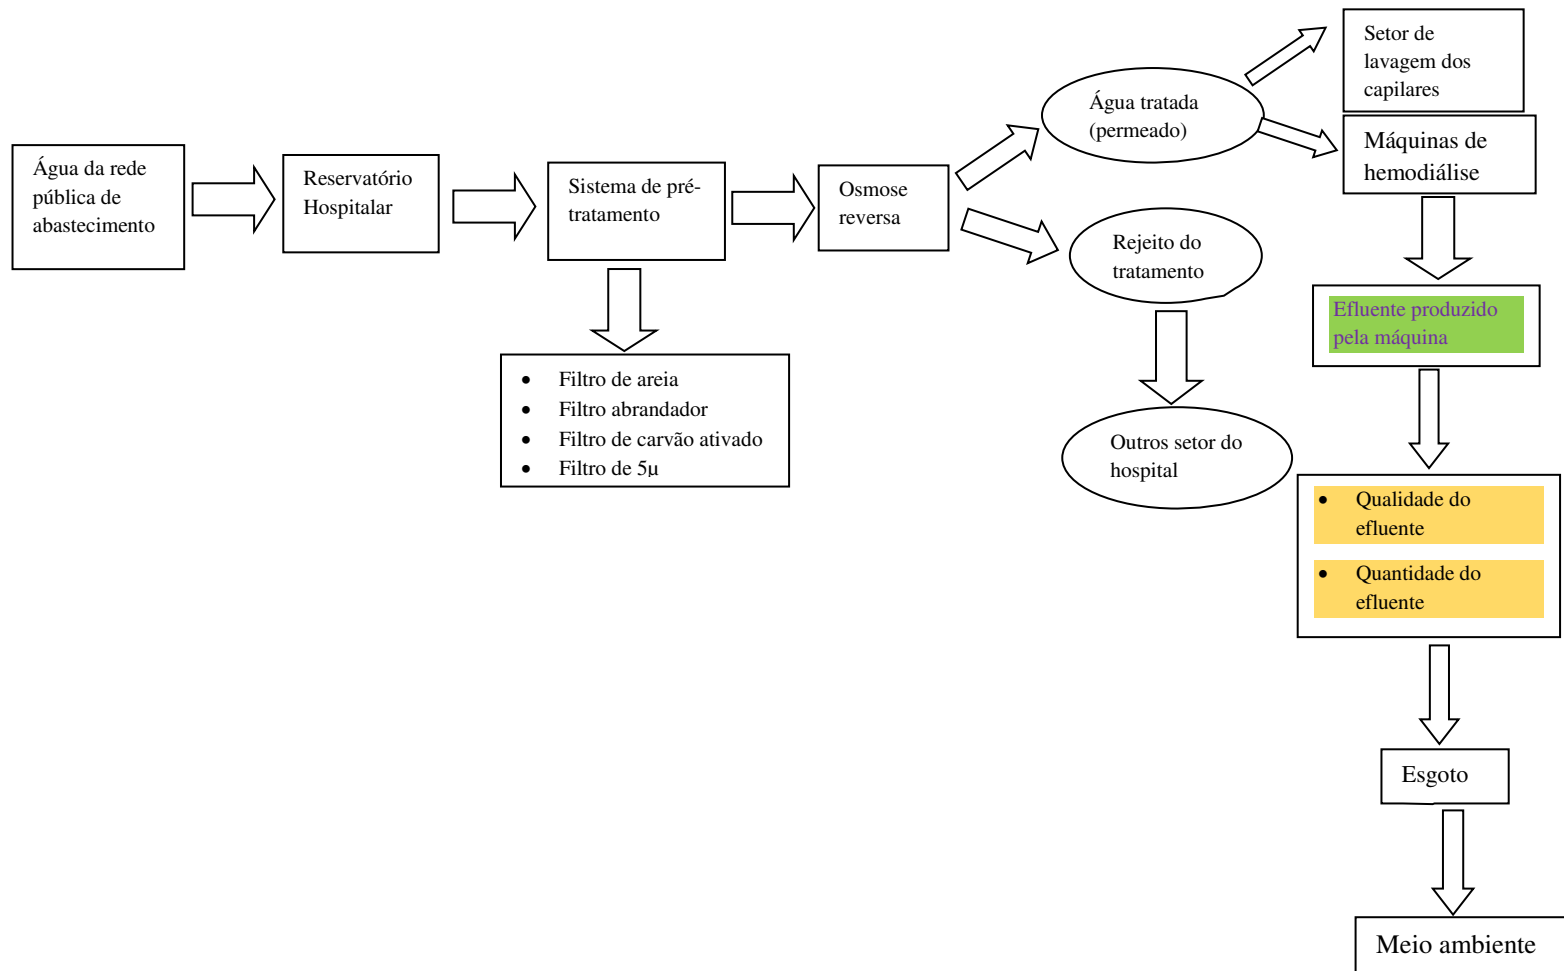 Água da rede
pública de
abastecimento
Reservatório
Hospitalar
Sistema de pré-
tratamento
• Filtro de areia
• Filtro abrandador
• Filtro de carvão ativado
• Filtro de 5µ
Osmose
reversa
Água tratada
(permeado)
Setor de
lavagem dos
capilares
Máquinas de
hemodiálise
Rejeito do
tratamento
Outros setor do
hospital
Efluente produzido
pela máquina
• Qualidade do
efluente
• Quantidade do
efluente
Esgoto
Meio ambiente